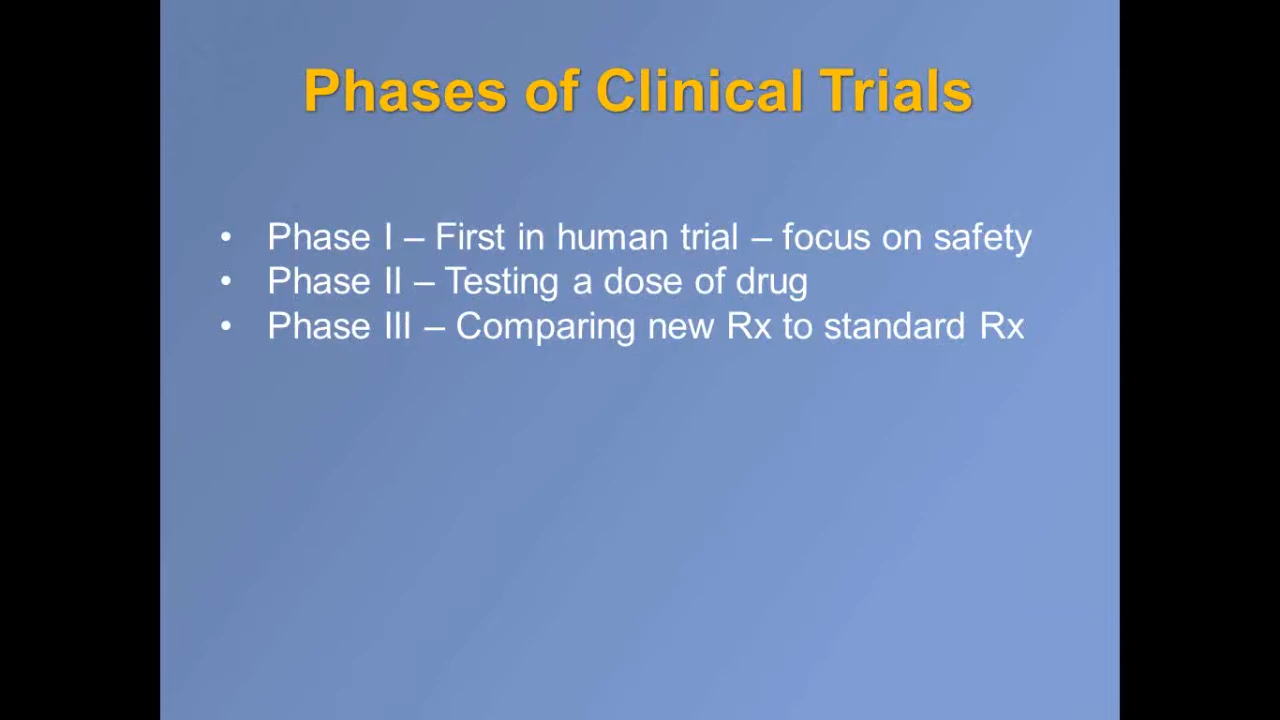 Phases of Clinical Trials
• Phase I – First in human trial – focus on safety
• Phase II – Testing a dose of drug
• Phase III – Comparing new Rx to standard Rx